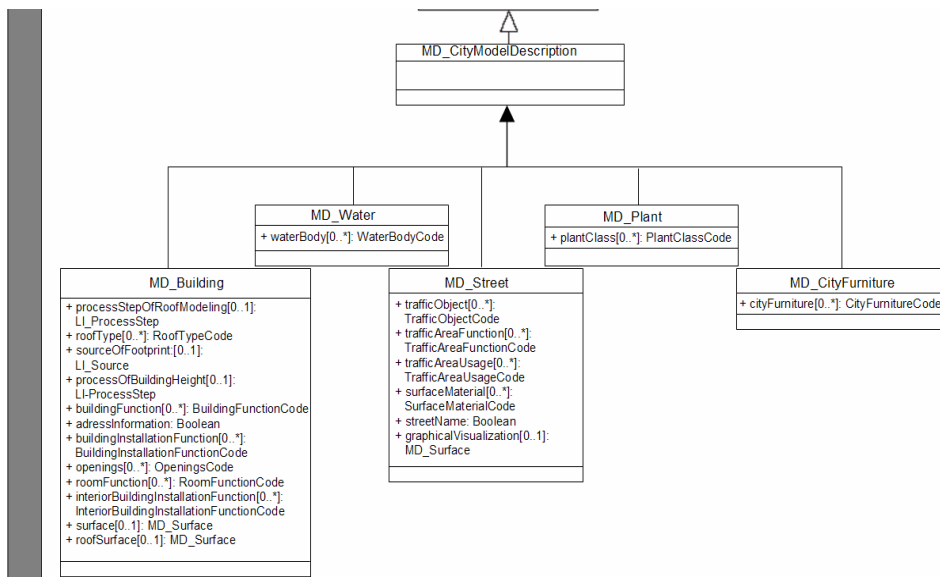 MD_CityModelDescription
MD_Water
+ waterBody[0..*]: WaterBodyCode
MD_Plant
+ plantClass[0..*]: PlantClassCode
MD_Building
+ processStepOfRoofModeling[0..1]:
LI_ProcessStep
+ roofType[0..*]: RoofTypeCode
+ sourceOfFootprint:[0..1]:
LI_Source
+ processOfBuildingHeight[0..1]:
LI-ProcessStep
+ buildingFunction[0..*]: BuildingFunctionCode
+ adressInformation: Boolean
+ buildingInstallationFunction[0..*]:
BuildingInstallationFunctionCode
+ openings[0..*]: OpeningsCode
+ roomFunction[0..*]: RoomFunctionCode
+ interiorBuildingInstallationFunction[0..*]:
InteriorBuildingInstallationFunctionCode
+ surface[0..1]: MD_Surface
+ roofSurface[0..1]: MD_Surface
MD_Street
+ trafficObject[0..*]:
TrafficObjectCode
+ trafficAreaFunction[0..*]:
TrafficAreaFunctionCode
+ trafficAreaUsage[0..*]:
TrafficAreaUsageCode
+ surfaceMaterial[0..*]:
SurfaceMaterialCode
+ streetName: Boolean
+ graphicalVisualization[0..1]:
MD_Surface
MD_CityFurniture
+ cityFurniture[0..*]: CityFurnitureCode